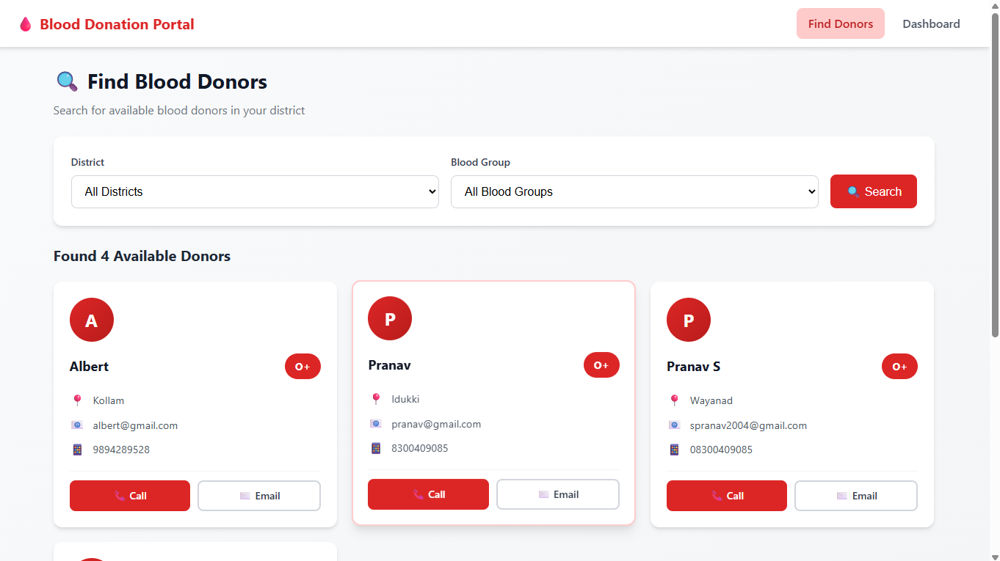 Blood Donation Portal
Find Donors
Dashboard
Find Blood Donors
Search for available blood donors in your district
District
Blood Group
All Districts
All Blood Groups
Search
Found 4 Available Donors
A
Albert
O+
Kollam
albert@gmail.com
9894289528
Call
Email
P
Pranav
O+
Idukki
pranav@gmail.com
8300409085
Call
Email
P
Pranav S
O+
Wayanad
spranav2004@gmail.com
08300409085
Call
Email